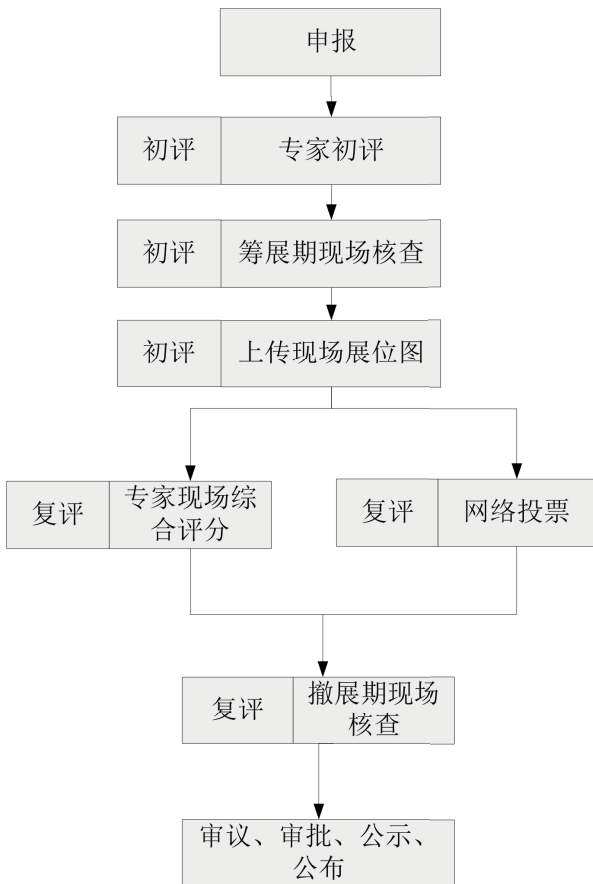 申报
初评 专家初评
初评 筹展期现场核查
初评 上传现场展位图
复评 专家现场综
合评分
复评 网络投票
复评 撤展期现场
核查
审议、审批、公示、
公布